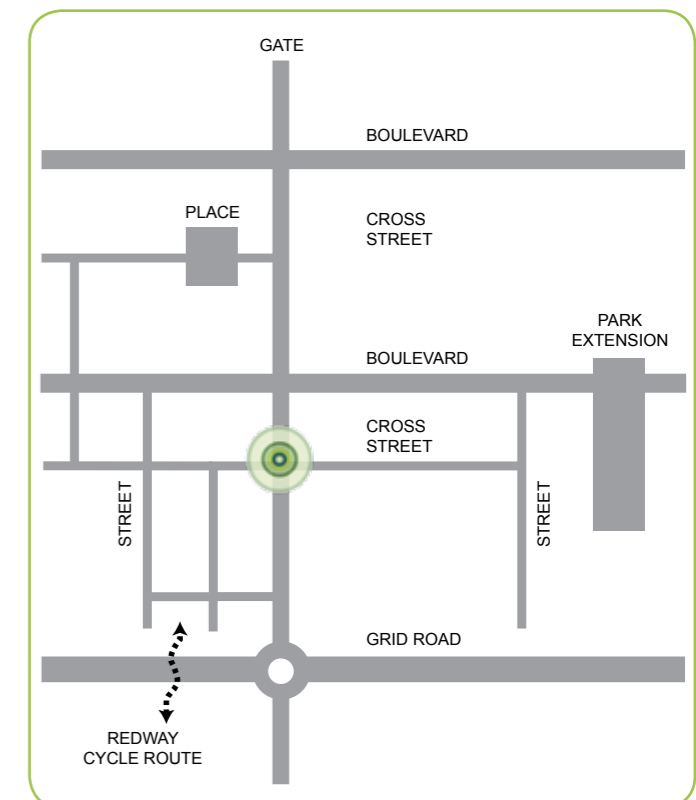 GATE
BOULEVARD
PLACE
CROSS
STREET
PARK
EXTENSION
BOULEVARD
CROSS
STREET
STREET
STREET
GRID ROAD
REDWAY
CYCLE ROUTE